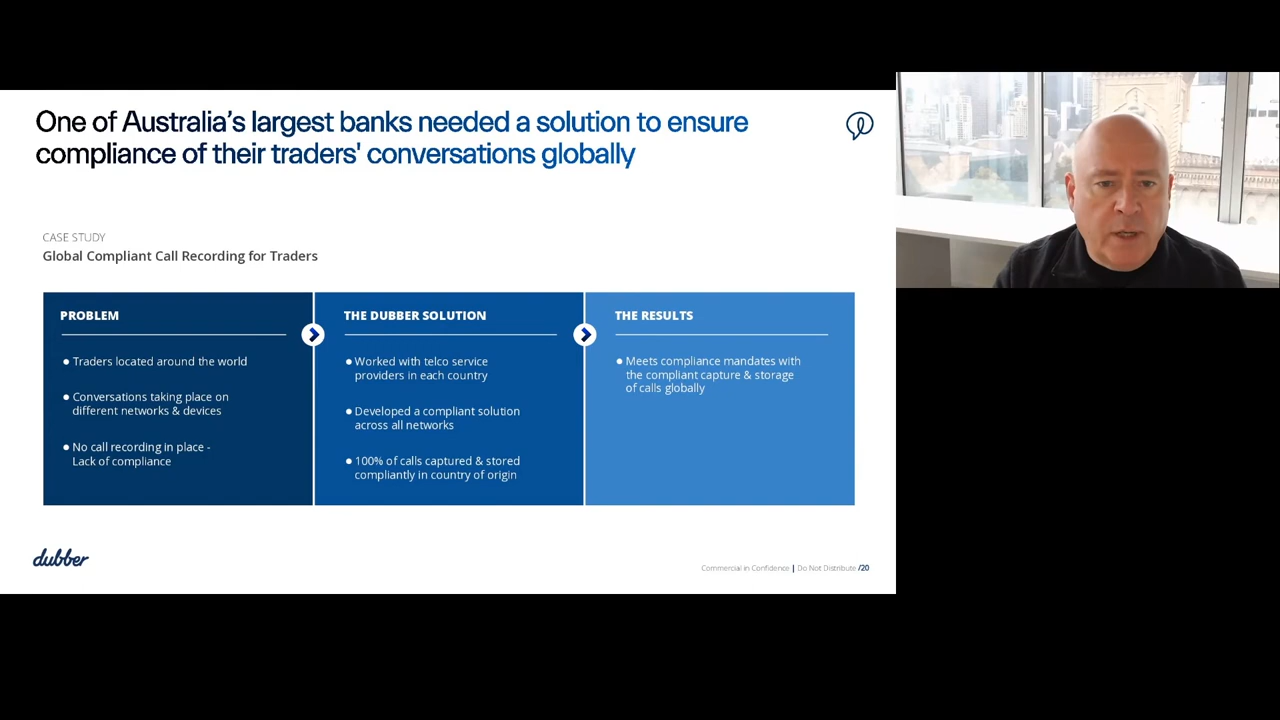 One of Australia's largest banks needed a solution to ensure
compliance of their traders' conversations globally
CASE STUDY
Global Compliant Call Recording for Traders
PROBLEM
● Traders located around the world
● Conversations taking place on
different networks & devices
● No call recording in place -
Lack of compliance
THE DUBBER SOLUTION
● Worked with telco service
providers in each country
● Developed a compliant solution
across all networks
● 100% of calls captured & stored
compliantly in country of origin
THE RESULTS
● Meets compliance mandates with
the compliant capture & storage
of calls globally
dubber
Commercial in Confidence | Do Not Distribute /20